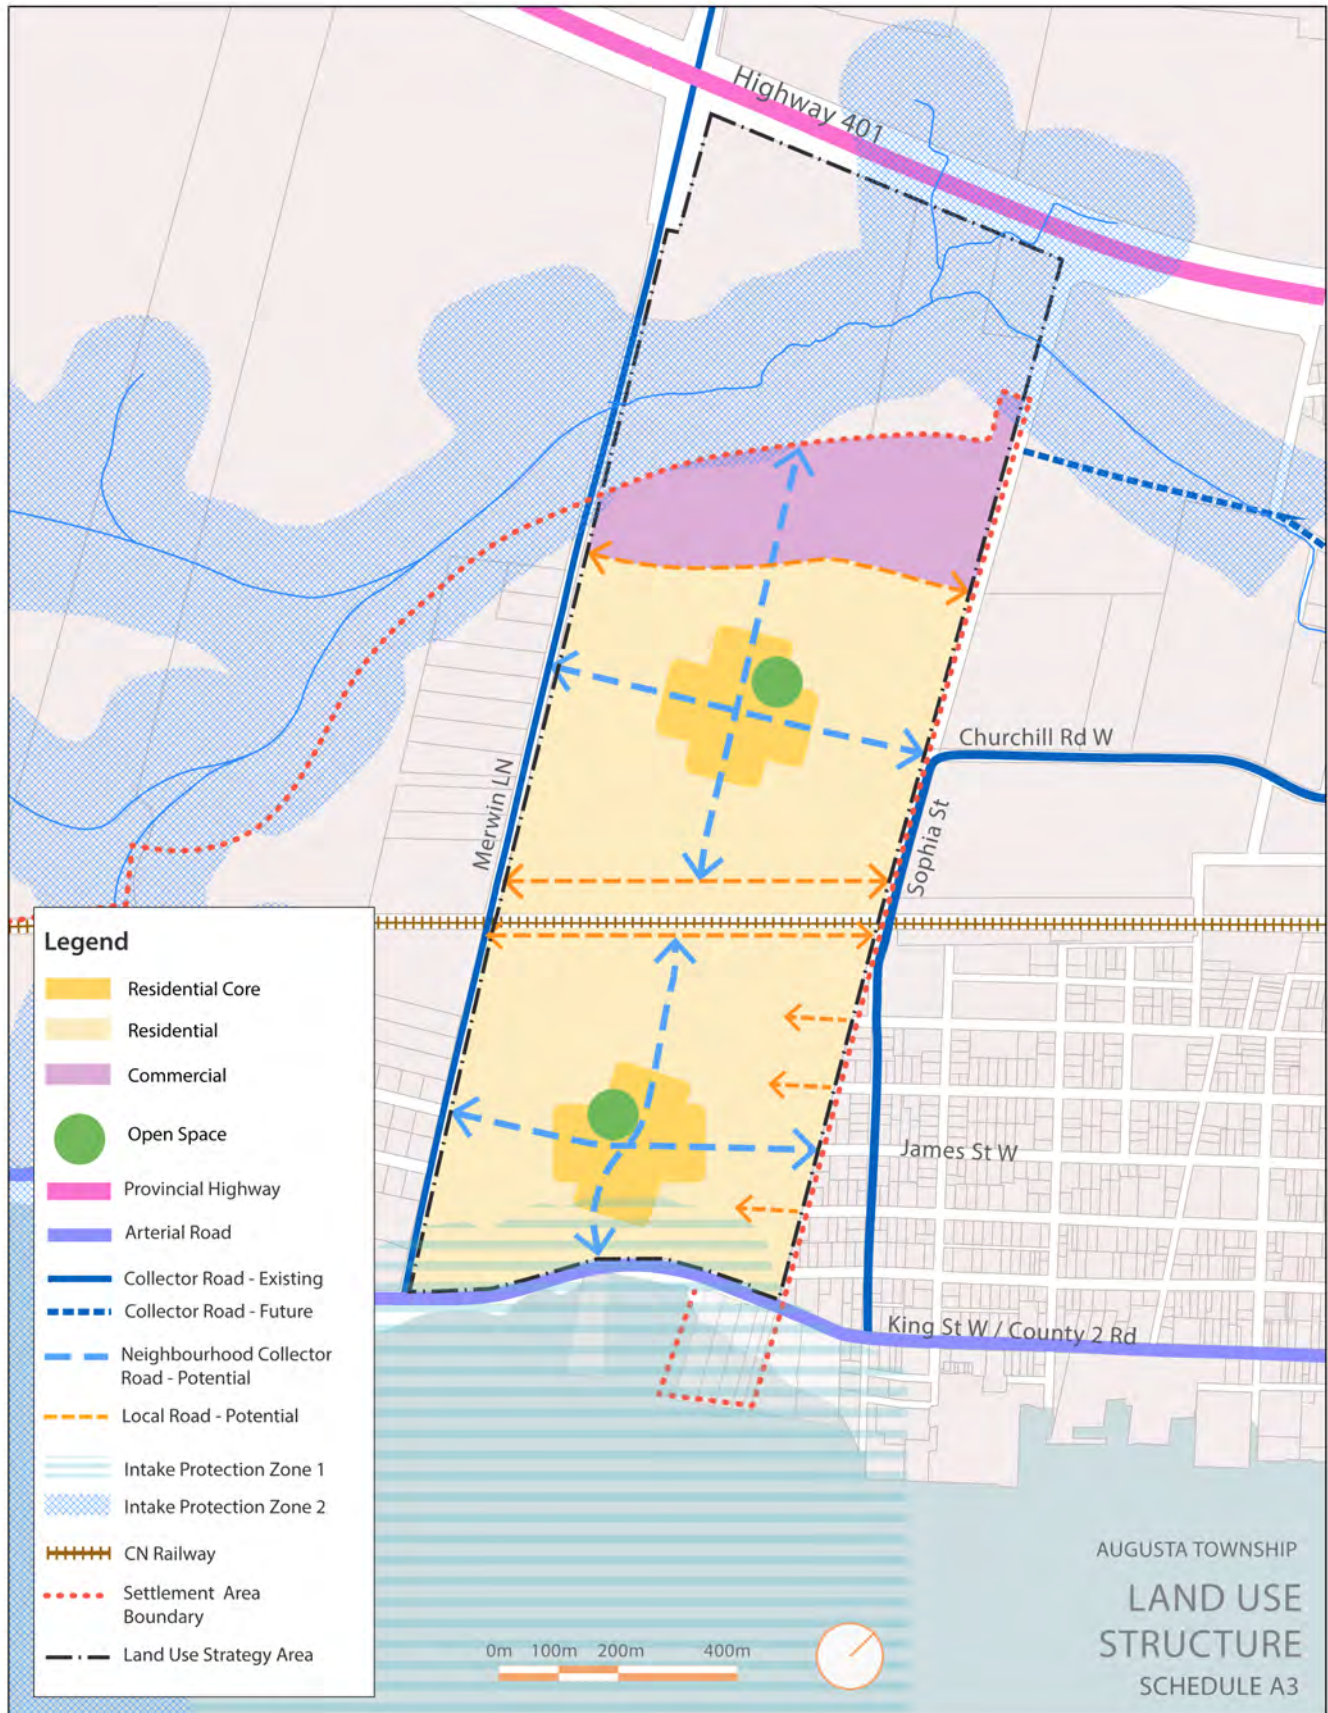 Highway 401
Merwin LN
Churchill Rd W
Sophia St
James St W
King St W / County 2 Rd
Legend
Residential Core
Residential
Commercial
Open Space
Provincial Highway
Arterial Road
Collector Road - Existing
Collector Road - Future
Neighbourhood Collector
Road - Potential
Local Road - Potential
Intake Protection Zone 1
Intake Protection Zone 2
CN Railway
Settlement Area
Boundary
Land Use Strategy Area
0m 100m 200m 400m
AUGUSTA TOWNSHIP
LAND USE
STRUCTURE
SCHEDULE A3